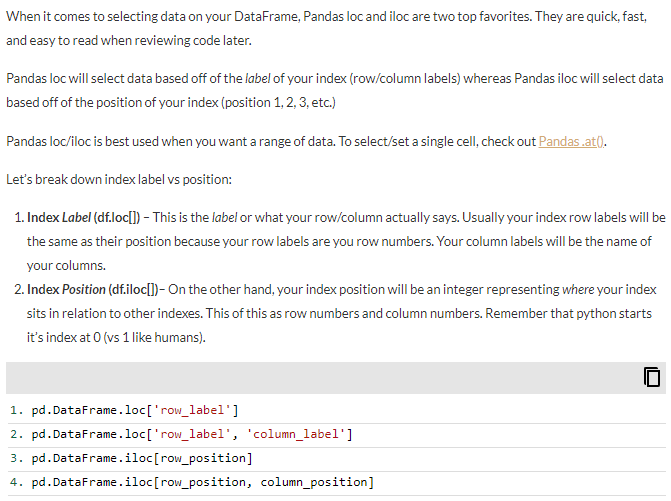 When it comes to selecting data on your DataFrame, Pandas loc and iloc are two top favorites. They are quick, fast,
and easy to read when reviewing code later.
Pandas loc will select data based off of the label of your index (row/column labels) whereas Pandas iloc will select data
based off of the position of your index (position 1, 2, 3, etc.)
Pandas loc/iloc is best used when you want a range of data. To select/set a single cell, check out Pandas .at().
Let's break down index label vs position:
1. Index Label (df.loc[]) – This is the label or what your row/column actually says. Usually your index row labels will be
the same as their position because your row labels are you row numbers. Your column labels will be the name of
your columns.
2. Index Position (df.iloc[])– On the other hand, your index position will be an integer representing where your index
sits in relation to other indexes. This of this as row numbers and column numbers. Remember that python starts
it's index at 0 (vs 1 like humans).
1. pd.DataFrame.loc['row_label']
2. pd.DataFrame.loc['row_label', 'column_label']
3. pd.DataFrame.iloc[row_position]
4. pd.DataFrame.iloc[row_position, column_position]